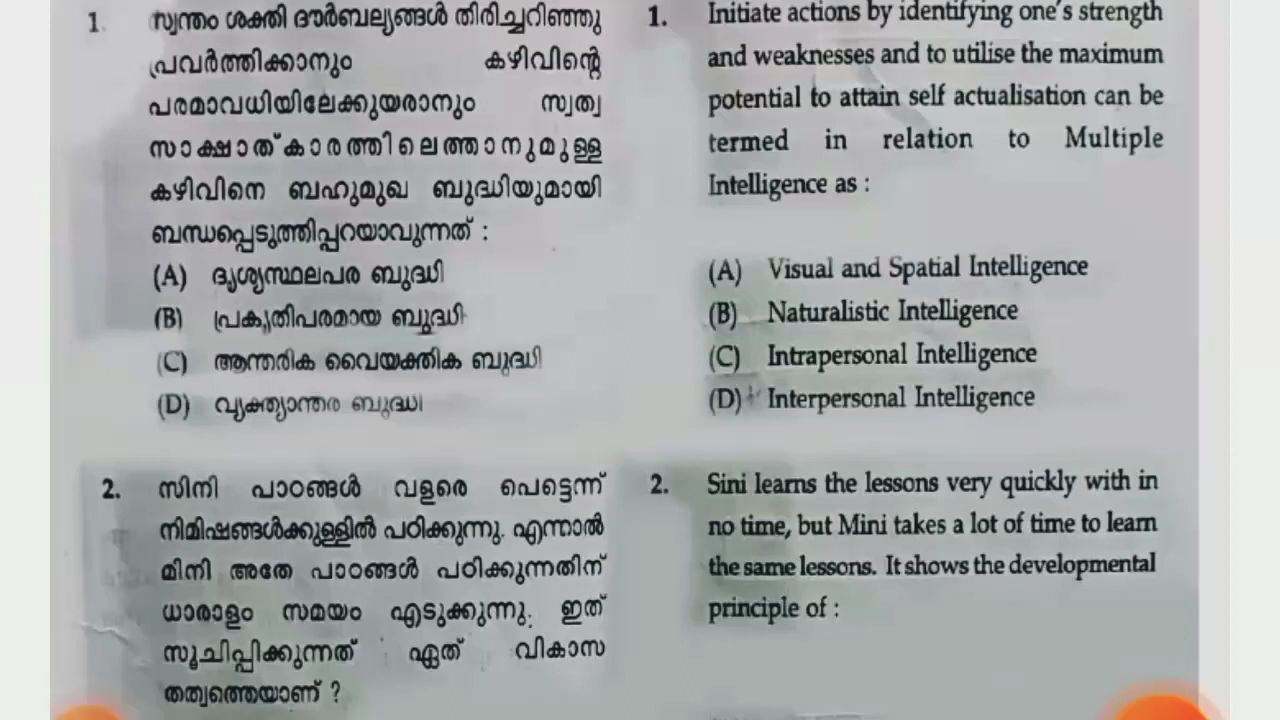 1. സ്വന്തം ശക്തി ദൗർബല്യങ്ങൾ തിരിച്ചറിഞ്ഞു
പ്രവർത്തിക്കാനും കഴിവിന്റെ
പരമാവധിയിലേക്കുയരാനും സ്വത്വ
സാക്ഷാത്കാരത്തിലെത്താനുമുള്ള
കഴിവിനെ ബഹുമുഖ ബുദ്ധിയുമായി
ബന്ധപ്പെടുത്തിപ്പറയാവുന്നത് :
(A) ദൃശ്യസ്ഥലപര ബുദ്ധി
(B) പ്രകൃതിപരമായ ബുദ്ധി
(C) ആന്തരിക വൈയക്തിക ബുദ്ധി
(D) വ്യക്ത്യാന്തര ബുദ്ധി
2. സിനി പാഠങ്ങൾ വളരെ പെട്ടെന്ന്
നിമിഷങ്ങൾക്കുള്ളിൽ പഠിക്കുന്നു. എന്നാൽ
മിനി അതേ പാഠങ്ങൾ പഠിക്കുന്നതിന്
ധാരാളം സമയം എടുക്കുന്നു. ഇത്
സൂചിപ്പിക്കുന്നത് ഏത് വികാസ
തത്വത്തെയാണ് ?
1. Initiate actions by identifying one's strength
and weaknesses and to utilise the maximum
potential to attain self actualisation can be
termed in relation to Multiple
Intelligence as :
(A) Visual and Spatial Intelligence
(B) Naturalistic Intelligence
(C) Intrapersonal Intelligence
(D) Interpersonal Intelligence
2. Sini learns the lessons very quickly with in
no time, but Mini takes a lot of time to learn
the same lessons. It shows the developmental
principle of :